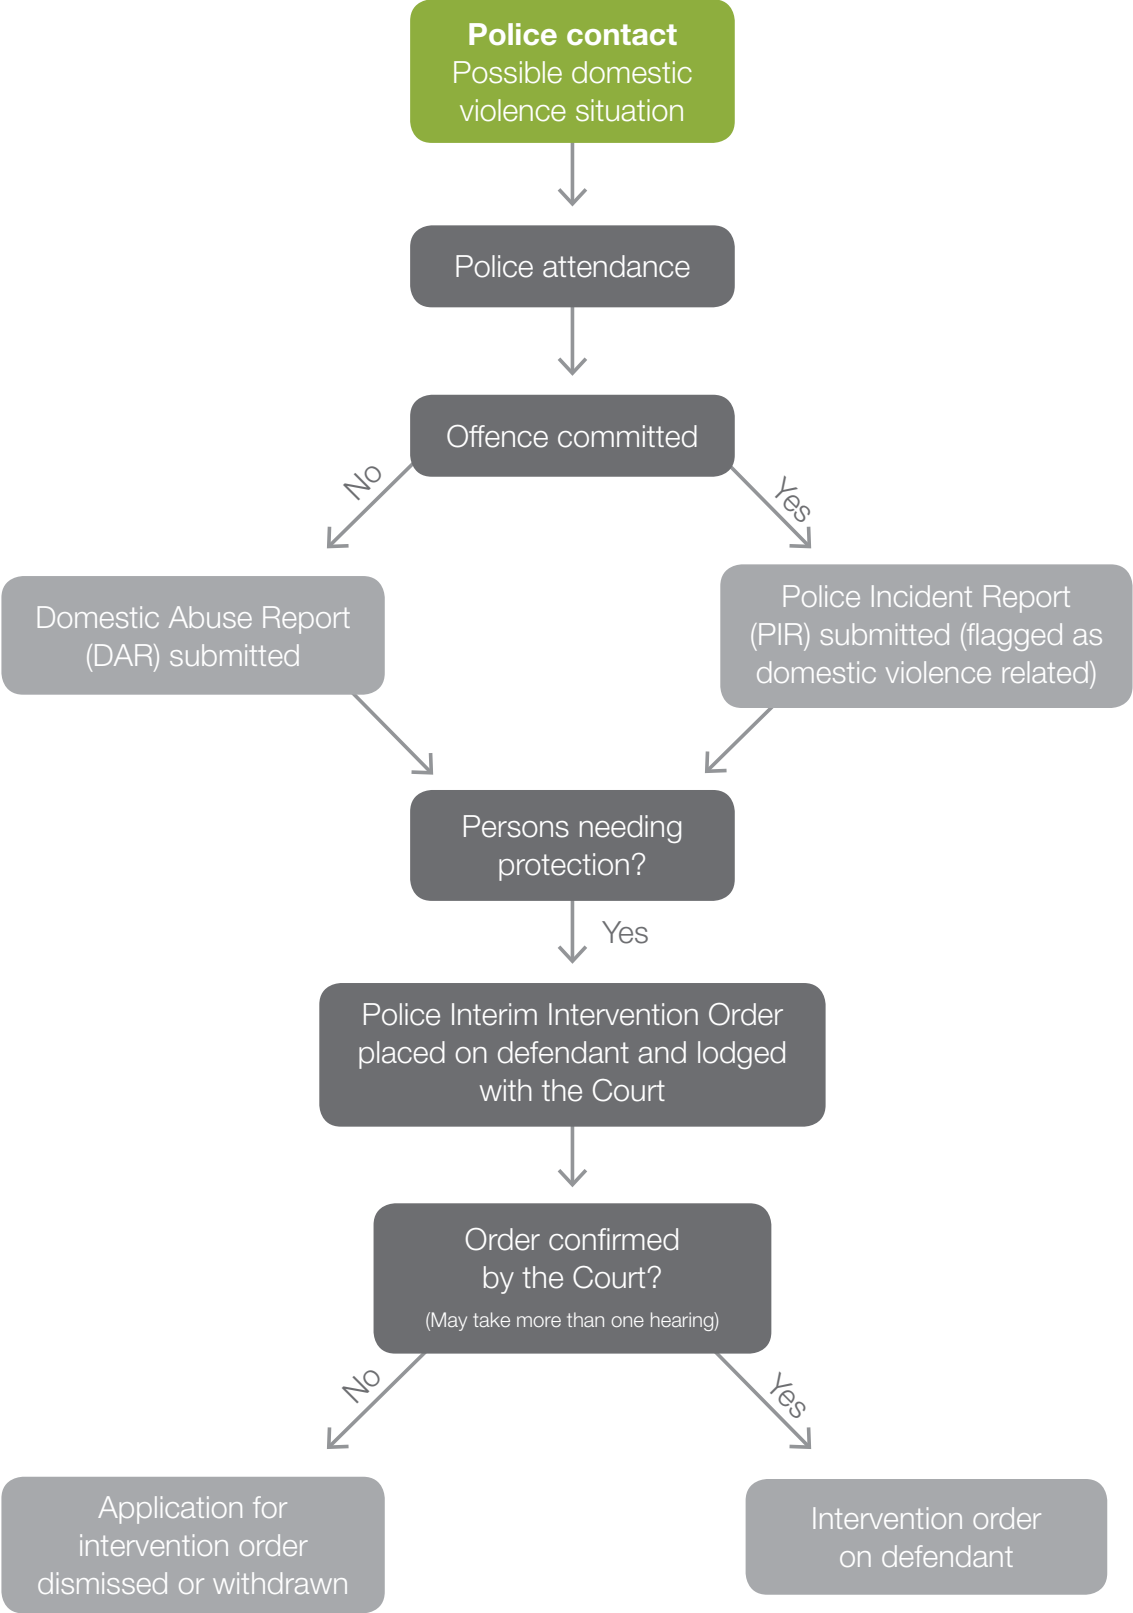 Police contact
Possible domestic
violence situation
Police attendance
Offence committed
No
Yes
Domestic Abuse Report
(DAR) submitted
Police Incident Report
(PIR) submitted (flagged as
domestic violence related)
Persons needing
protection?
Yes
Police Interim Intervention Order
placed on defendant and lodged
with the Court
Order confirmed
by the Court?
(May take more than one hearing)
No
Yes
Application for
intervention order
dismissed or withdrawn
Intervention order
on defendant